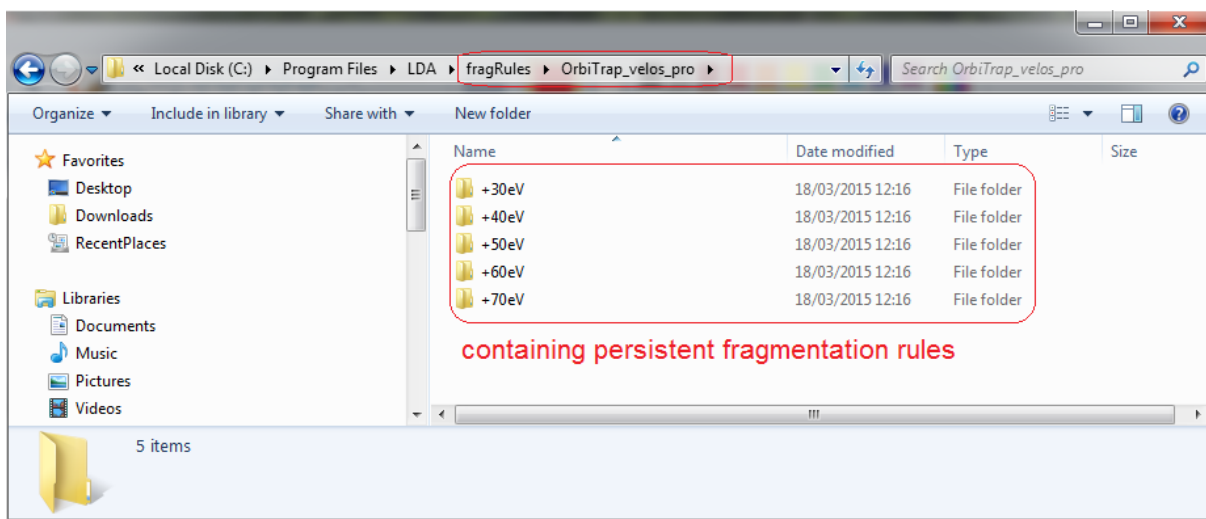 « Local Disk (C:) ▸ Program Files ▸ LDA ▸ fragRules ▸ OrbiTrap_velos_pro ▸ Search OrbiTrap_velos_pro
Organize ▾ Include in library ▾ Share with ▾ New folder
Favorites
Desktop
Downloads
RecentPlaces
Libraries
Documents
Music
Pictures
Videos
Name Date modified Type Size
+30eV 18/03/2015 12:16 File folder
+40eV 18/03/2015 12:16 File folder
+50eV 18/03/2015 12:16 File folder
+60eV 18/03/2015 12:16 File folder
+70eV 18/03/2015 12:16 File folder
containing persistent fragmentation rules
5 items